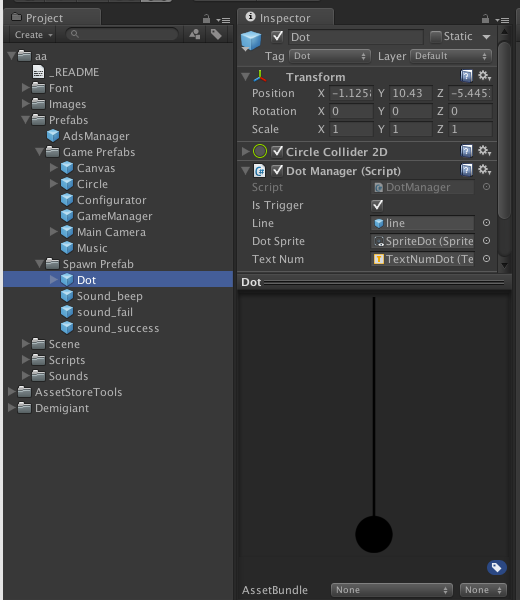 Project
Create
aa
_README
Font
Images
Prefabs
AdsManager
Game Prefabs
Canvas
Circle
Configurator
GameManager
Main Camera
Music
Spawn Prefab
Dot
Sound_beep
sound_fail
sound_success
Scene
Scripts
Sounds
AssetStoreTools
Demigiant
Inspector
Dot Static
Tag Dot Layer Default
Transform
Position X -1.125 Y 10.43 Z -5.445
Rotation X 0 Y 0 Z 0
Scale X 1 Y 1 Z 1
Circle Collider 2D
Dot Manager (Script)
Script DotManager
Is Trigger
Line line
Dot Sprite SpriteDot (Sprite
Text Num TextNumDot (Te
Dot
AssetBundle None None